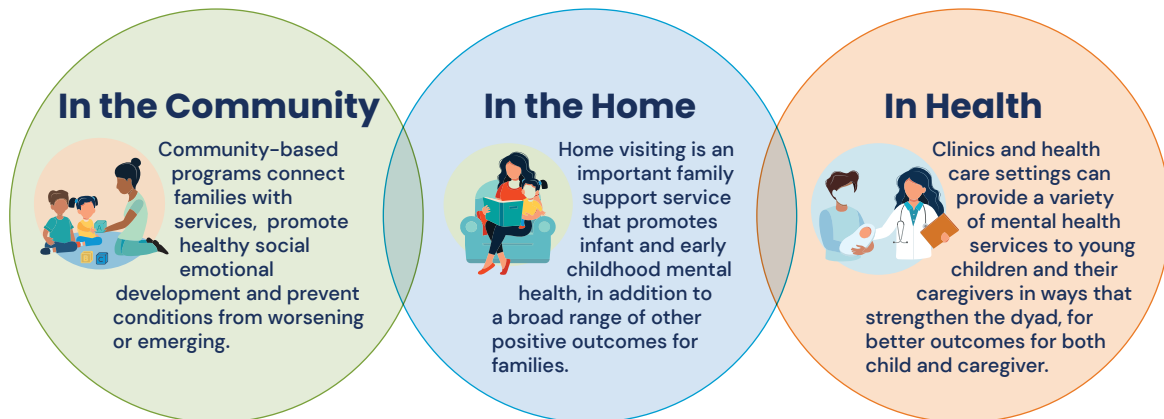 In the Community
Community-based
programs connect
families with
services, promote
healthy social
emotional
development and prevent
conditions from worsening
or emerging.
In the Home
Home visiting is an
important family
support service
that promotes
infant and early
childhood mental
health, in addition to
a broad range of other
positive outcomes for
families.
In Health
Clinics and health
care settings can
provide a variety
of mental health
services to young
children and their
caregivers in ways that
strengthen the dyad, for
better outcomes for both
child and caregiver.